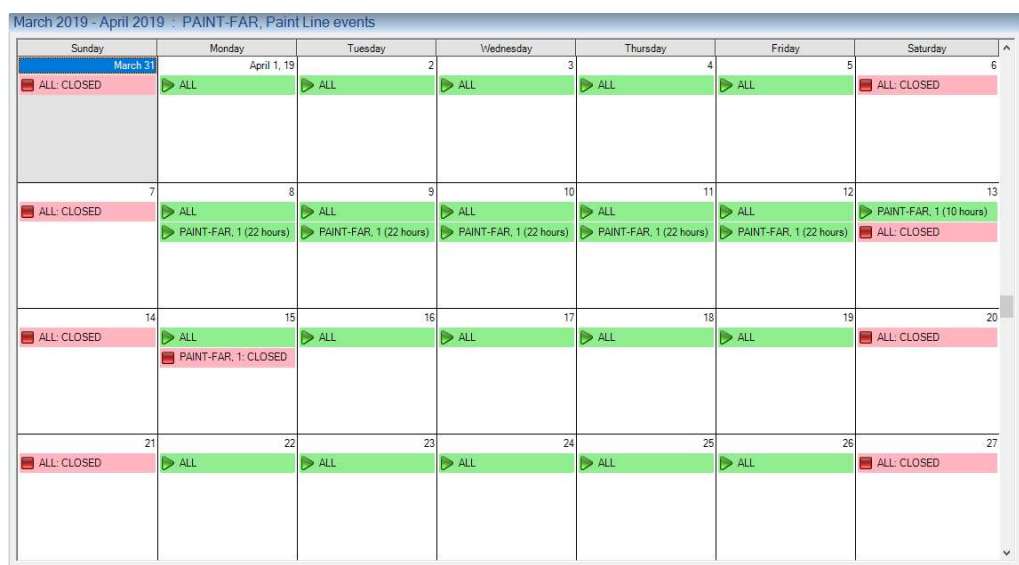 March 2019 - April 2019 : PAINT-FAR, Paint Line events
Sunday Monday Tuesday Wednesday Thursday Friday Saturday
March 31 April 1, 19 2 3 4 5 6
ALL: CLOSED ALL ALL ALL ALL ALL ALL: CLOSED
7 8 9 10 11 12 13
ALL: CLOSED ALL ALL ALL ALL ALL PAINT-FAR, 1 (10 hours)
PAINT-FAR, 1 (22 hours) PAINT-FAR, 1 (22 hours) PAINT-FAR, 1 (22 hours) PAINT-FAR, 1 (22 hours) PAINT-FAR, 1 (22 hours) ALL: CLOSED
14 15 16 17 18 19 20
ALL: CLOSED ALL ALL ALL ALL ALL ALL: CLOSED
PAINT-FAR, 1: CLOSED
21 22 23 24 25 26 27
ALL: CLOSED ALL ALL ALL ALL ALL ALL: CLOSED